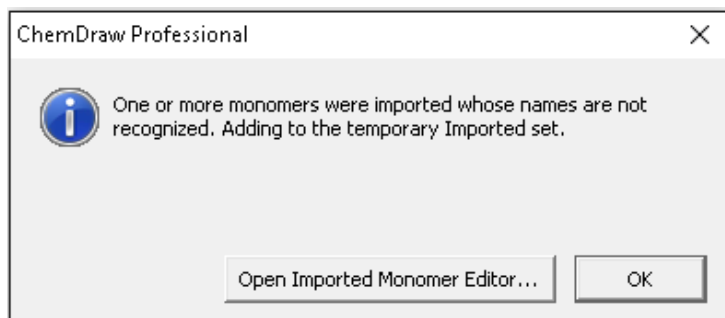 ChemDraw Professional
One or more monomers were imported whose names are not
recognized. Adding to the temporary Imported set.
Open Imported Monomer Editor...
OK